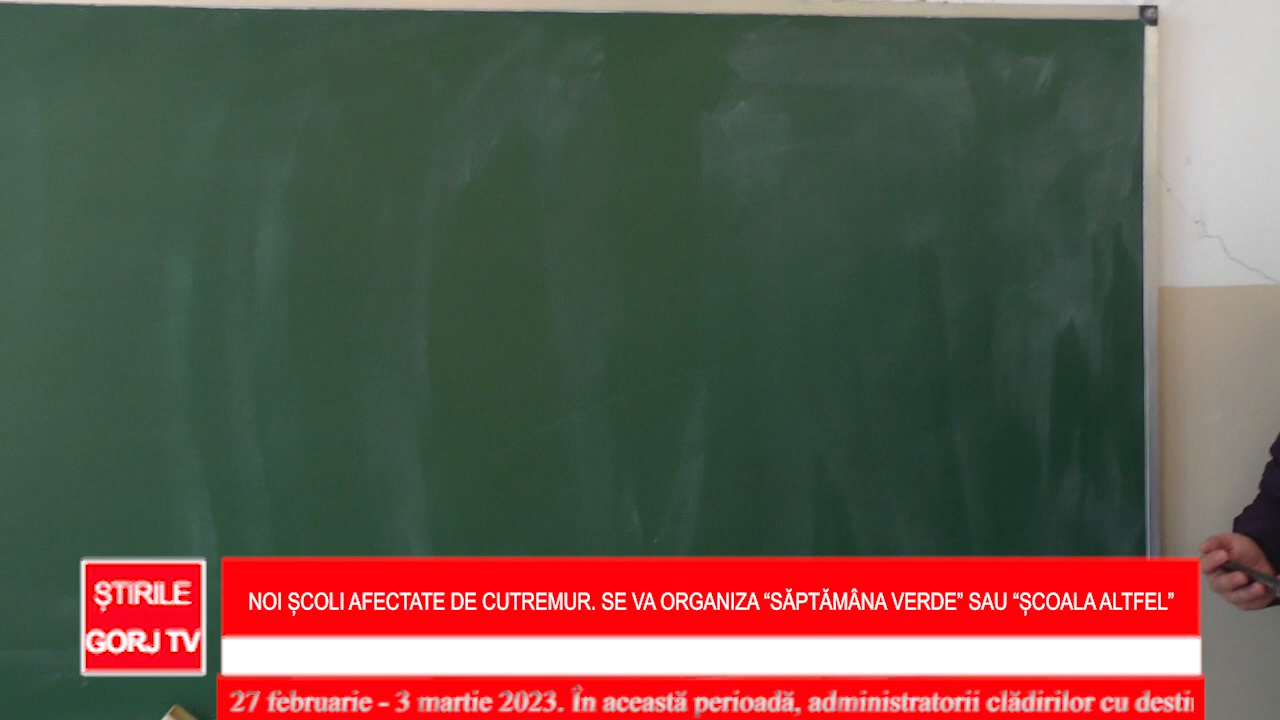 ȘTIRILE
GORJ TV
NOI ȘCOLI AFECTATE DE CUTREMUR. SE VA ORGANIZA “SĂPTĂMÂNA VERDE” SAU “ȘCOALA ALTFEL”
27 februarie - 3 martie 2023. În această perioadă, administratorii clădirilor cu desti